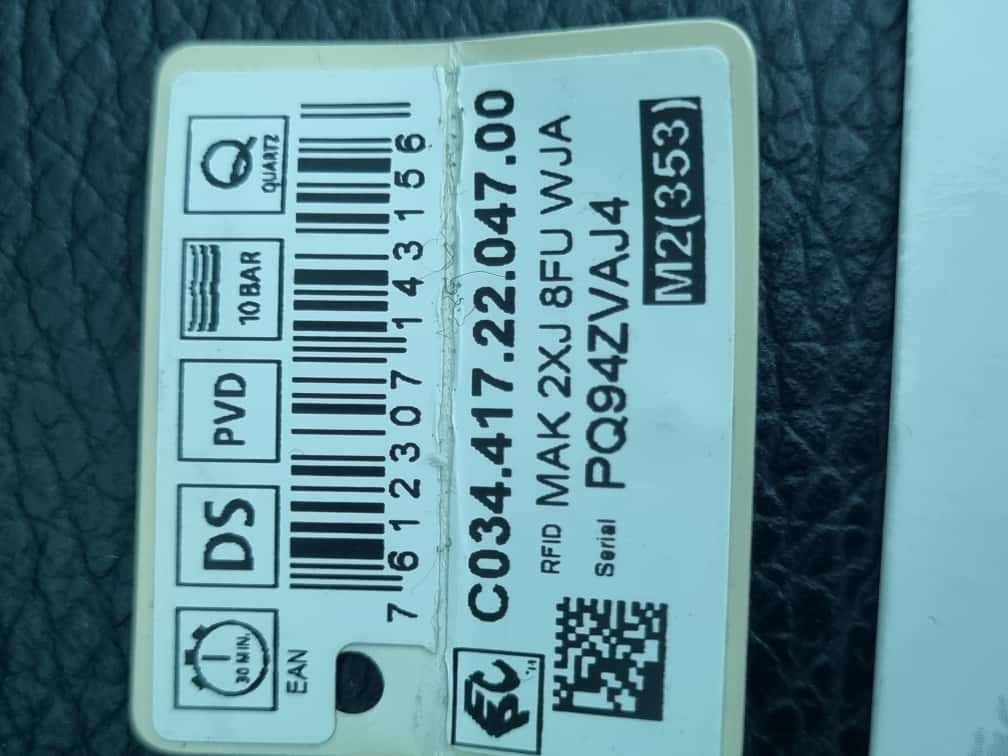 30 MIN.
DS
PVD
10 BAR
QUARTZ
EAN
7 612307 143156
C034.417.22.047.00
RFID MAK 2XJ 8FU WJA
Serial PQ94ZVAJ4
M2(353)